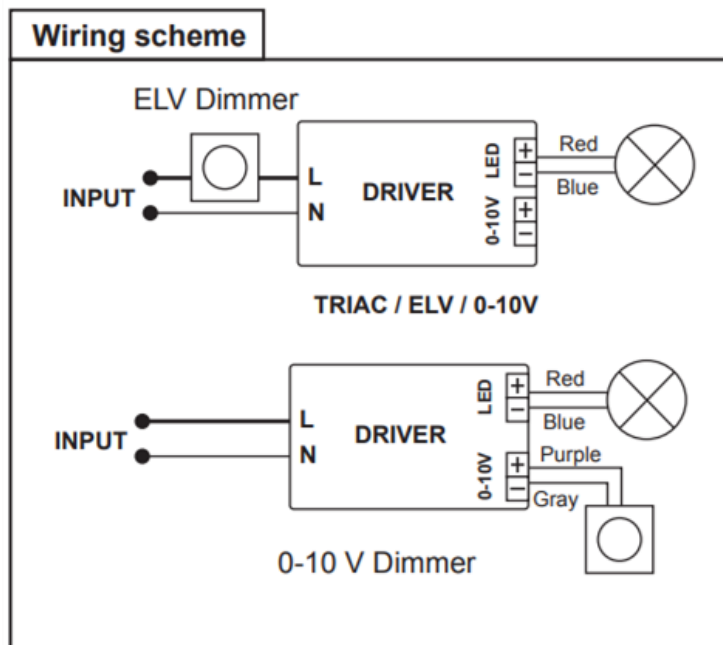 Wiring scheme
ELV Dimmer
INPUT
L
N
DRIVER
LED
+
−
0-10V
+
−
Red
Blue
TRIAC / ELV / 0-10V
INPUT
L
N
DRIVER
LED
+
−
0-10V
+
−
Red
Blue
Purple
Gray
0-10 V Dimmer